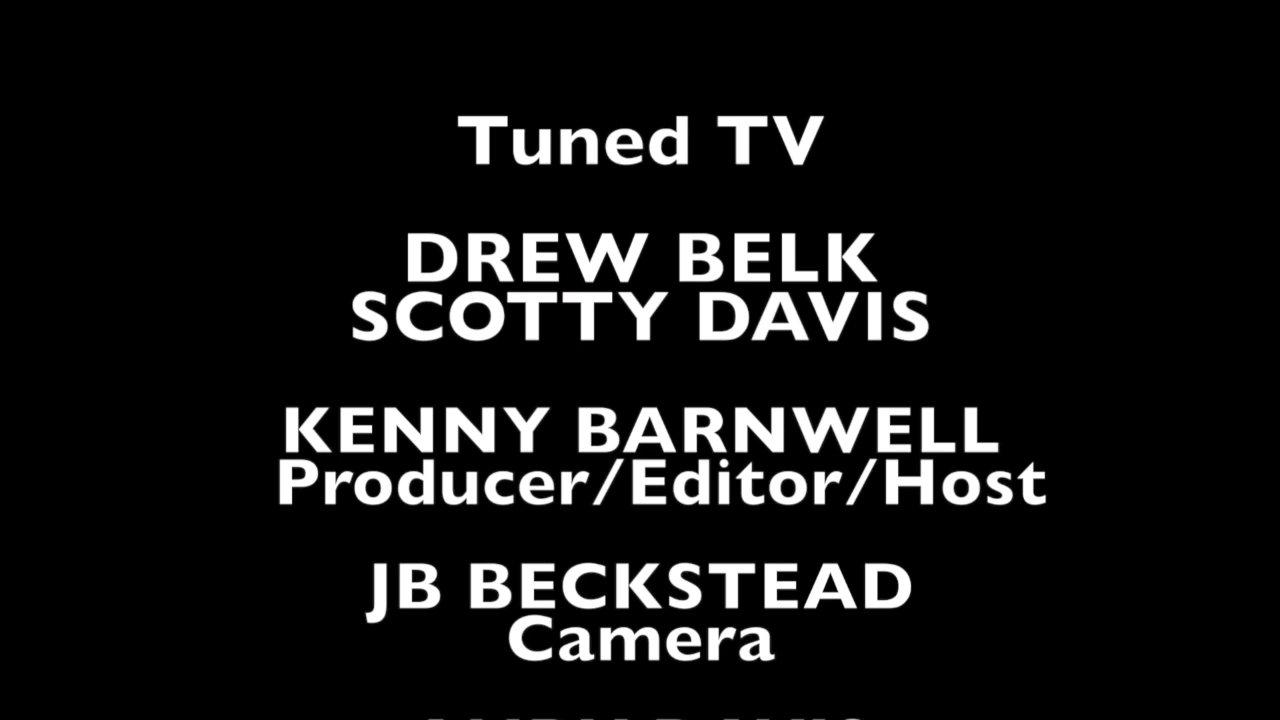 Tuned TV
DREW BELK
SCOTTY DAVIS
KENNY BARNWELL
Producer/Editor/Host
JB BECKSTEAD
Camera